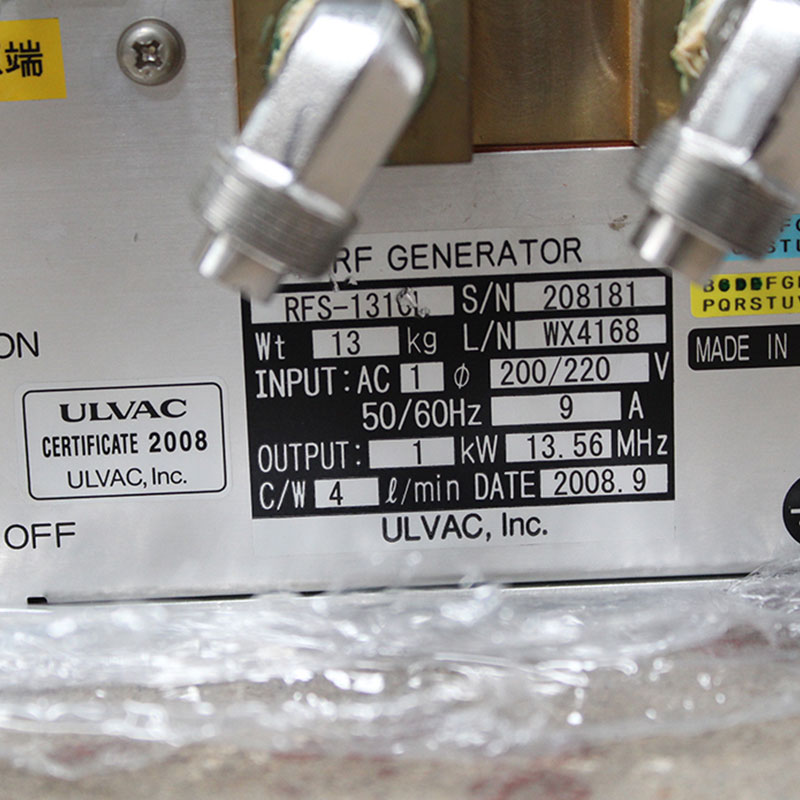 端
RF GENERATOR
S/N 208181
Wt 13 kg L/N WX4168
INPUT: AC 1 ø 200/220 V
50/60Hz 9 A
OUTPUT: 1 kW 13.56 MHz
C/W 4 ℓ/min DATE 2008.9
ULVAC, Inc.
ULVAC
CERTIFICATE 2008
ULVAC, Inc.
ON
OFF
PQRSTUV
MADE IN